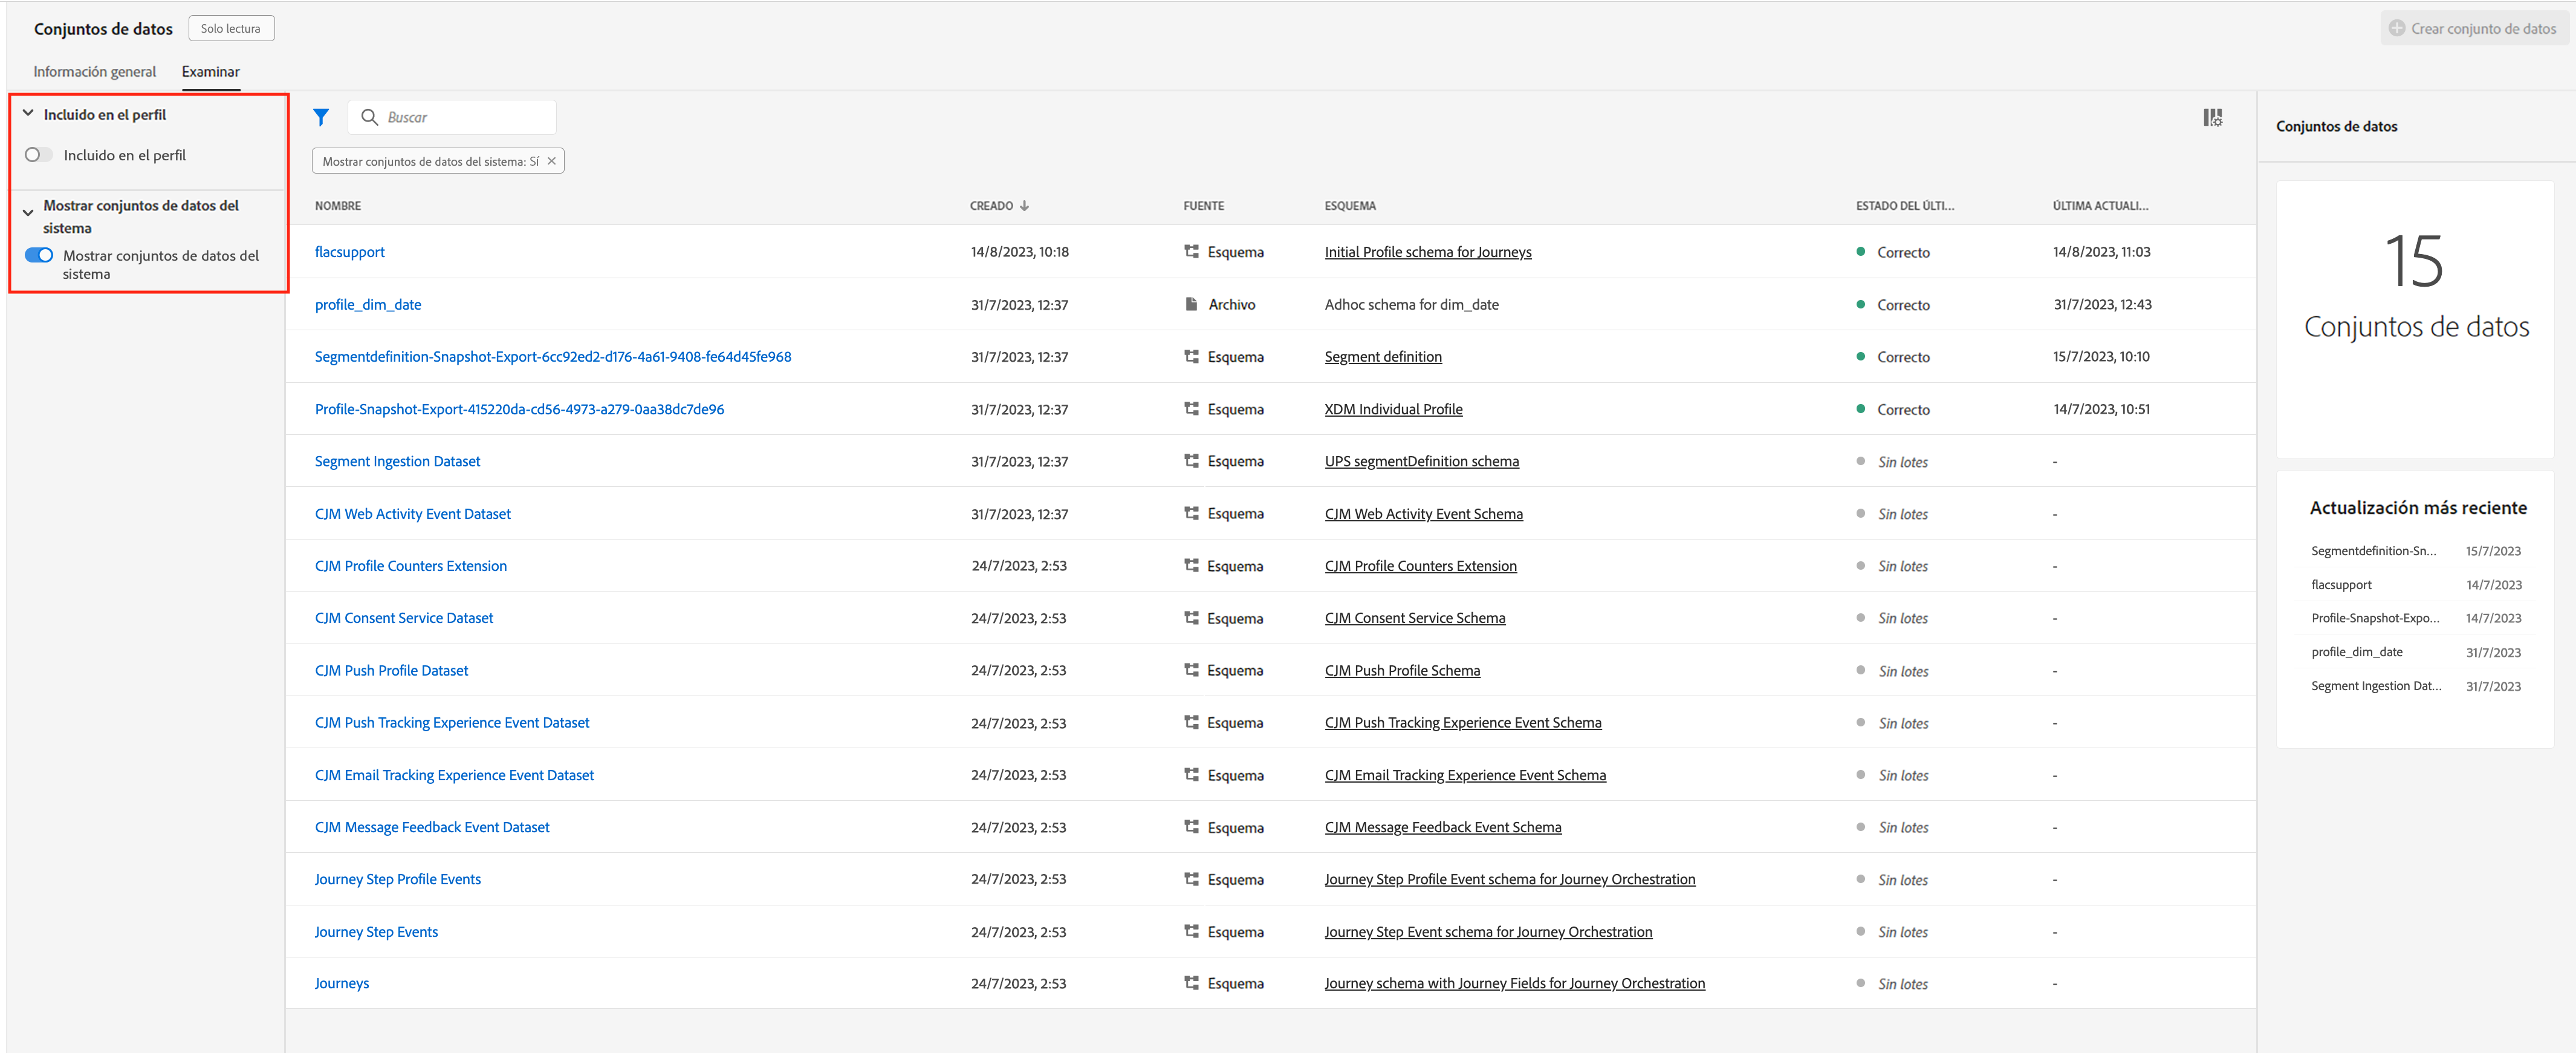 Conjuntos de datos Solo lectura Crear conjunto de datos
Información general Examinar
Incluido en el perfil
Incluido en el perfil
Mostrar conjuntos de datos del
sistema
Mostrar conjuntos de datos del
sistema
Buscar
Mostrar conjuntos de datos del sistema: Sí
NOMBRE CREADO FUENTE ESQUEMA ESTADO DEL ÚLTI... ÚLTIMA ACTUALI...
flacsupport 14/8/2023, 10:18 Esquema Initial Profile schema for Journeys Correcto 14/8/2023, 11:03
profile_dim_date 31/7/2023, 12:37 Archivo Adhoc schema for dim_date Correcto 31/7/2023, 12:43
Segmentdefinition-Snapshot-Export-6cc92ed2-d176-4a61-9408-fe64d45fe968 31/7/2023, 12:37 Esquema Segment definition Correcto 15/7/2023, 10:10
Profile-Snapshot-Export-415220da-cd56-4973-a279-0aa38dc7de96 31/7/2023, 12:37 Esquema XDM Individual Profile Correcto 14/7/2023, 10:51
Segment Ingestion Dataset 31/7/2023, 12:37 Esquema UPS segmentDefinition schema Sin lotes -
CJM Web Activity Event Dataset 31/7/2023, 12:37 Esquema CJM Web Activity Event Schema Sin lotes -
CJM Profile Counters Extension 24/7/2023, 2:53 Esquema CJM Profile Counters Extension Sin lotes -
CJM Consent Service Dataset 24/7/2023, 2:53 Esquema CJM Consent Service Schema Sin lotes -
CJM Push Profile Dataset 24/7/2023, 2:53 Esquema CJM Push Profile Schema Sin lotes -
CJM Push Tracking Experience Event Dataset 24/7/2023, 2:53 Esquema CJM Push Tracking Experience Event Schema Sin lotes -
CJM Email Tracking Experience Event Dataset 24/7/2023, 2:53 Esquema CJM Email Tracking Experience Event Schema Sin lotes -
CJM Message Feedback Event Dataset 24/7/2023, 2:53 Esquema CJM Message Feedback Event Schema Sin lotes -
Journey Step Profile Events 24/7/2023, 2:53 Esquema Journey Step Profile Event schema for Journey Orchestration Sin lotes -
Journey Step Events 24/7/2023, 2:53 Esquema Journey Step Event schema for Journey Orchestration Sin lotes -
Journeys 24/7/2023, 2:53 Esquema Journey schema with Journey Fields for Journey Orchestration Sin lotes -
Conjuntos de datos
15
Conjuntos de datos
Actualización más reciente
Segmentdefinition-Sn... 15/7/2023
flacsupport 14/7/2023
Profile-Snapshot-Expo... 14/7/2023
profile_dim_date 31/7/2023
Segment Ingestion Dat... 31/7/2023